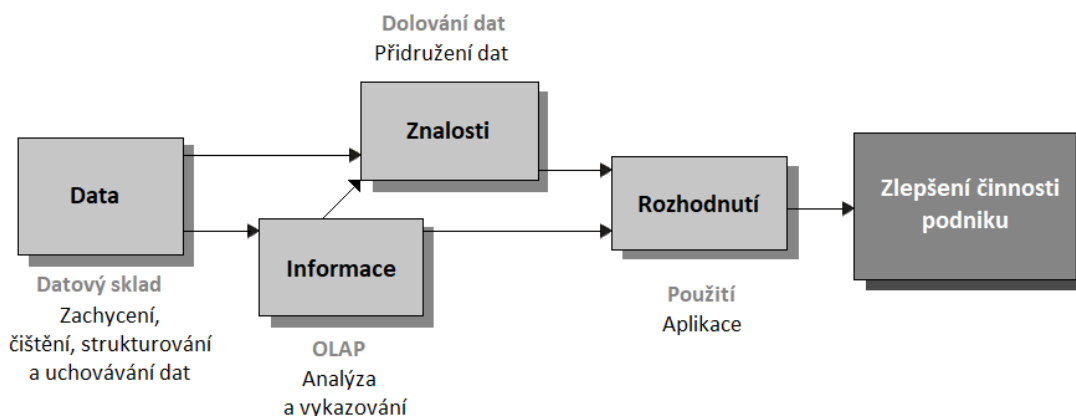 Dolování dat
Přidružení dat
Znalosti
Data
Datový sklad
Zachycení,
čištění, strukturování
a uchovávání dat
Informace
OLAP
Analýza
a vykazování
Rozhodnutí
Použití
Aplikace
Zlepšení činnosti
podniku